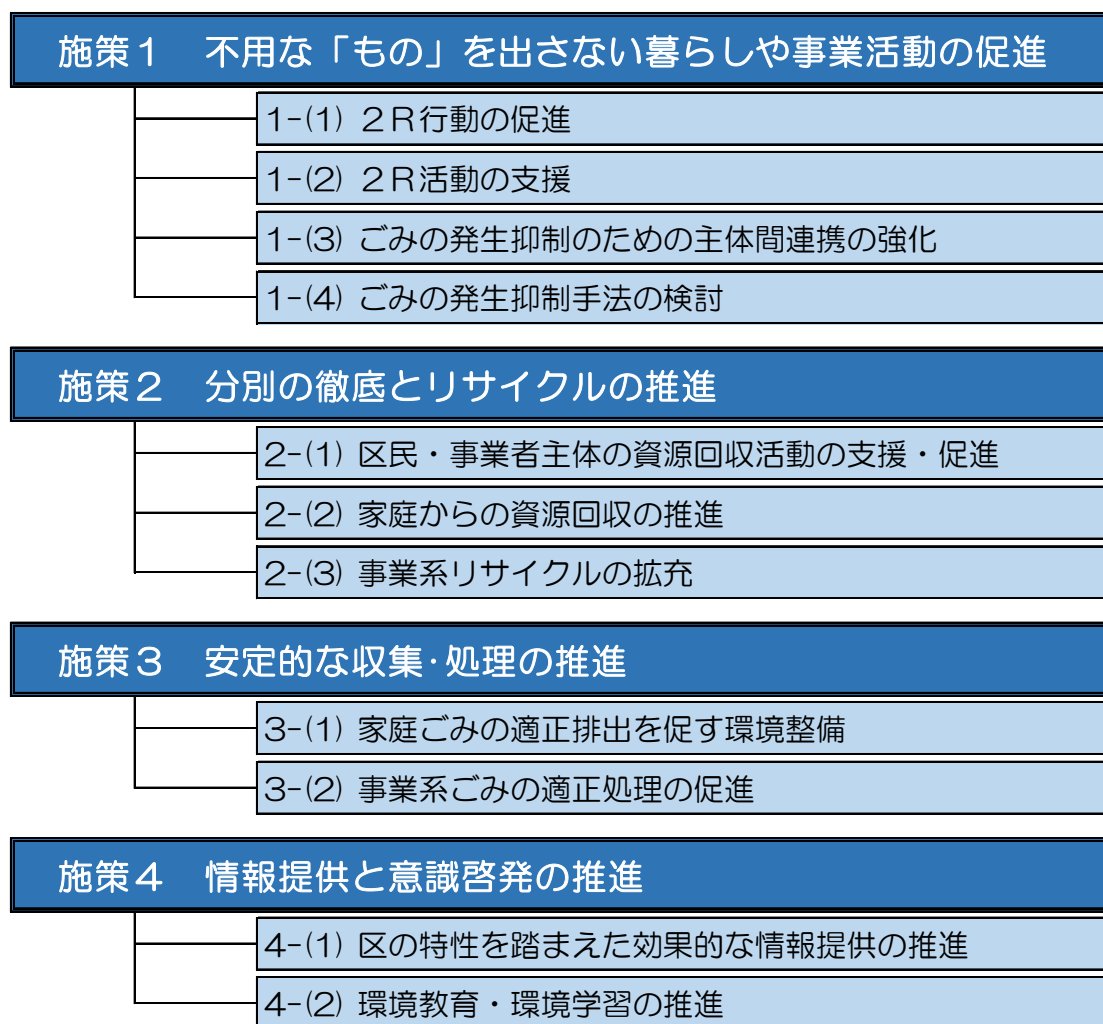 施策１　不用な「もの」を出さない暮らしや事業活動の促進
1-(1) ２Ｒ行動の促進
1-(2) ２Ｒ活動の支援
1-(3) ごみの発生抑制のための主体間連携の強化
1-(4) ごみの発生抑制手法の検討
施策２　分別の徹底とリサイクルの推進
2-(1) 区民・事業者主体の資源回収活動の支援・促進
2-(2) 家庭からの資源回収の推進
2-(3) 事業系リサイクルの拡充
施策３　安定的な収集･処理の推進
3-(1) 家庭ごみの適正排出を促す環境整備
3-(2) 事業系ごみの適正処理の促進
施策４　情報提供と意識啓発の推進
4-(1) 区の特性を踏まえた効果的な情報提供の推進
4-(2) 環境教育・環境学習の推進